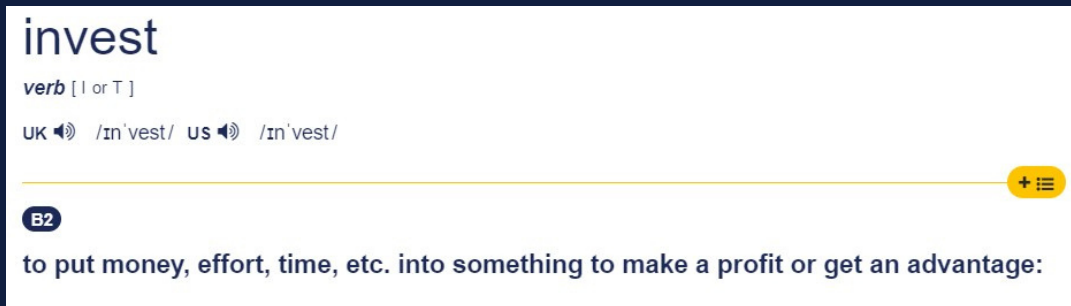 invest
verb [ I or T ]
UK /ɪnˈvest/ US /ɪnˈvest/
B2
to put money, effort, time, etc. into something to make a profit or get an advantage: